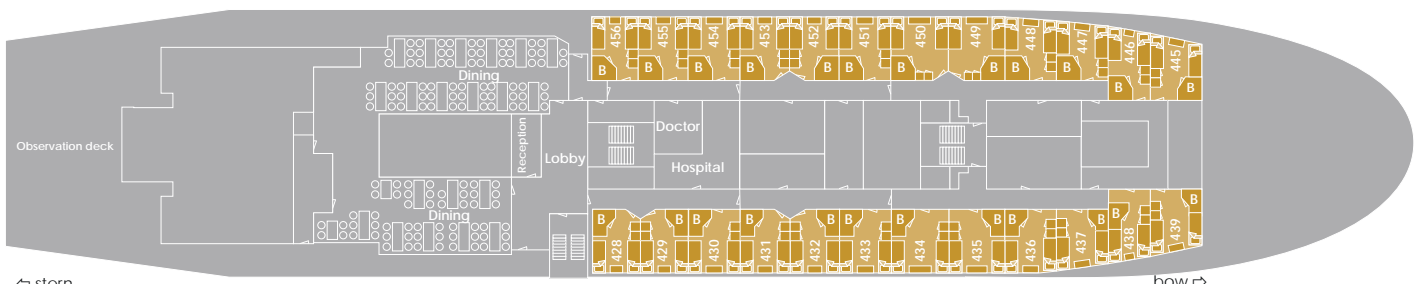 456 455 454 453 452 451 450 449 448 447 446 445
B B B B B B B B B B B B
Dining
Observation deck
Reception
Lobby
Doctor
Hospital
Dining
B B B B B B B B B B B B
428 429 430 431 432 433 434 435 436 437 438 439
⇦ stern
bow ⇨